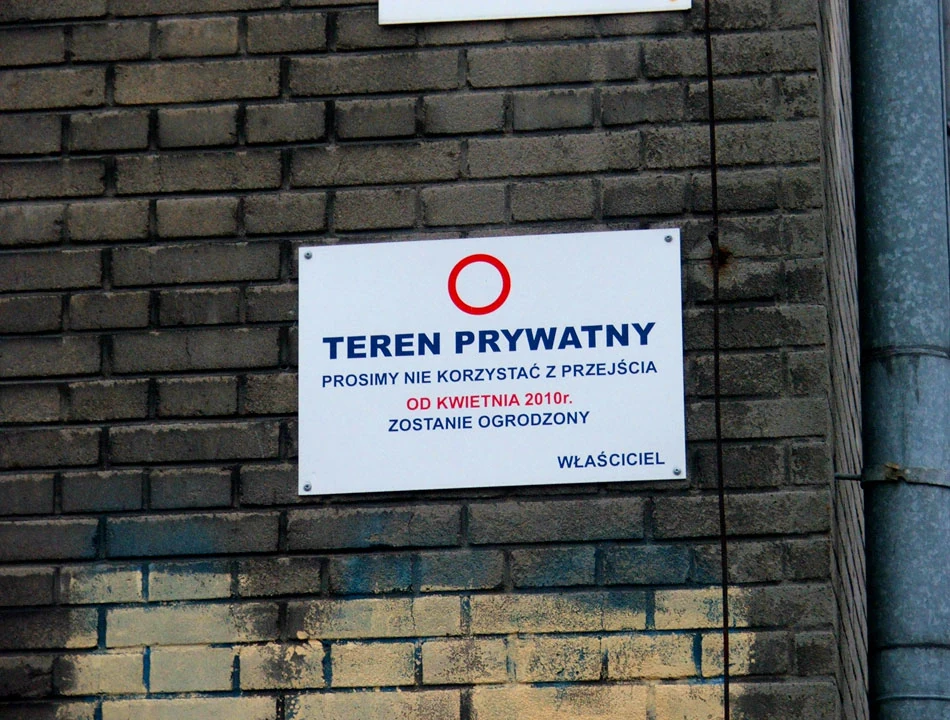 TEREN PRYWATNY
PROSIMY NIE KORZYSTAĆ Z PRZEJŚCIA
OD KWIETNIA 2010r.
ZOSTANIE OGRODZONY
WŁAŚCICIEL